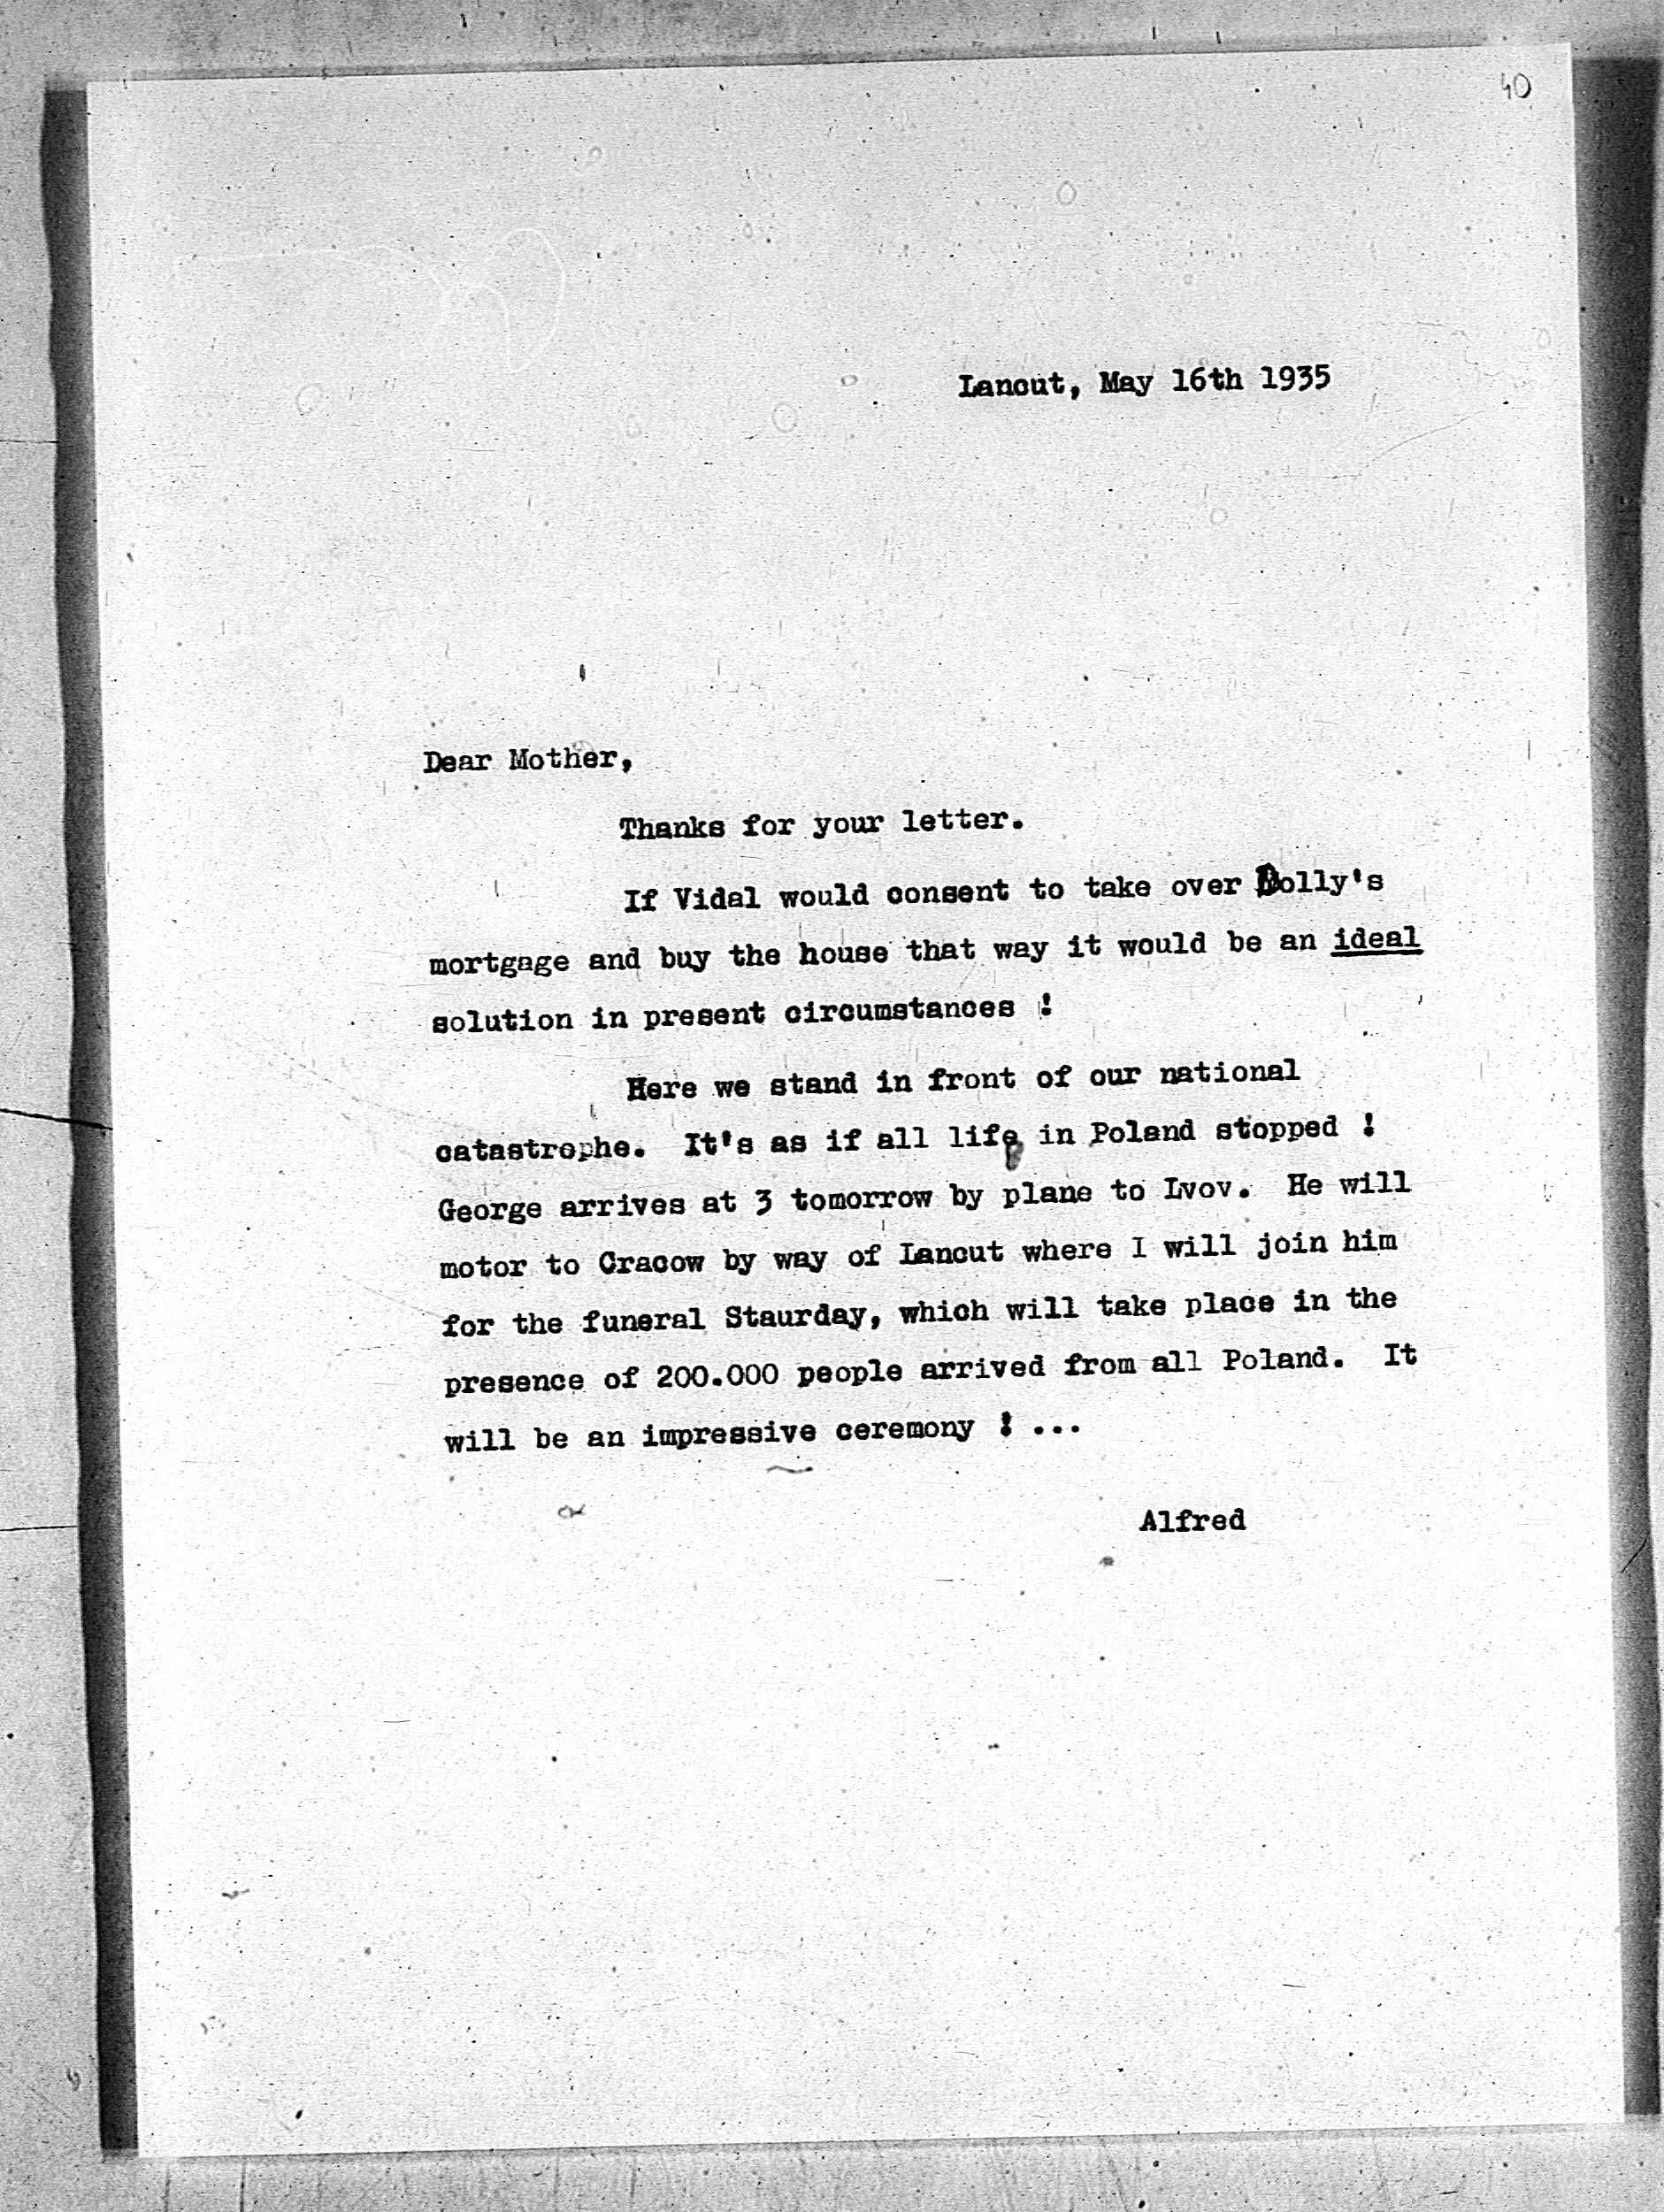 40
Lancut, May 16th 1935
Dear Mother,
Thanks for your letter.
If Vidal would consent to take over Dolly's
mortgage and buy the house that way it would be an ideal
solution in present circumstances !
Here we stand in front of our national
catastrophe. It's as if all life in Poland stopped !
George arrives at 3 tomorrow by plane to Lvov. He will
motor to Cracow by way of Lancut where I will join him
for the funeral Staurday, which will take place in the
presence of 200.000 people arrived from all Poland. It
will be an impressive ceremony ! ...
Alfred